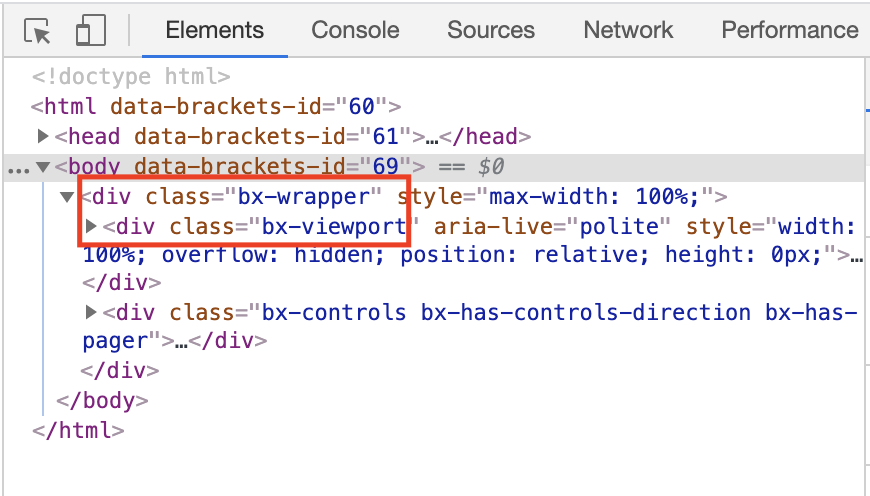 Elements Console Sources Network Performance
<!doctype html>
<html data-brackets-id="60">
<head data-brackets-id="61">…</head>
…<body data-brackets-id="69"> == $0
<div class="bx-wrapper" style="max-width: 100%;">
<div class="bx-viewport" aria-live="polite" style="width:
100%; overflow: hidden; position: relative; height: 0px;">…
</div>
<div class="bx-controls bx-has-controls-direction bx-has-
pager">…</div>
</div>
</body>
</html>